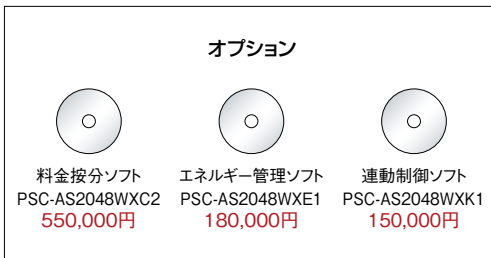 オプション
料金按分ソフト
PSC-AS2048WXC2
550,000円
エネルギー管理ソフト
PSC-AS2048WXE1
180,000円
連動制御ソフト
PSC-AS2048WXK1
150,000円